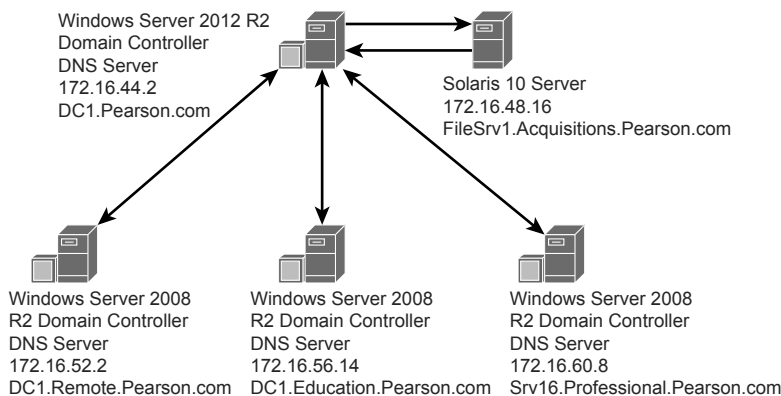 Windows Server 2012 R2
Domain Controller
DNS Server
172.16.44.2
DC1.Pearson.com
Solaris 10 Server
172.16.48.16
FileSrv1.Acquisitions.Pearson.com
Windows Server 2008
R2 Domain Controller
DNS Server
172.16.52.2
DC1.Remote.Pearson.com
Windows Server 2008
R2 Domain Controller
DNS Server
172.16.56.14
DC1.Education.Pearson.com
Windows Server 2008
R2 Domain Controller
DNS Server
172.16.60.8
Srv16.Professional.Pearson.com